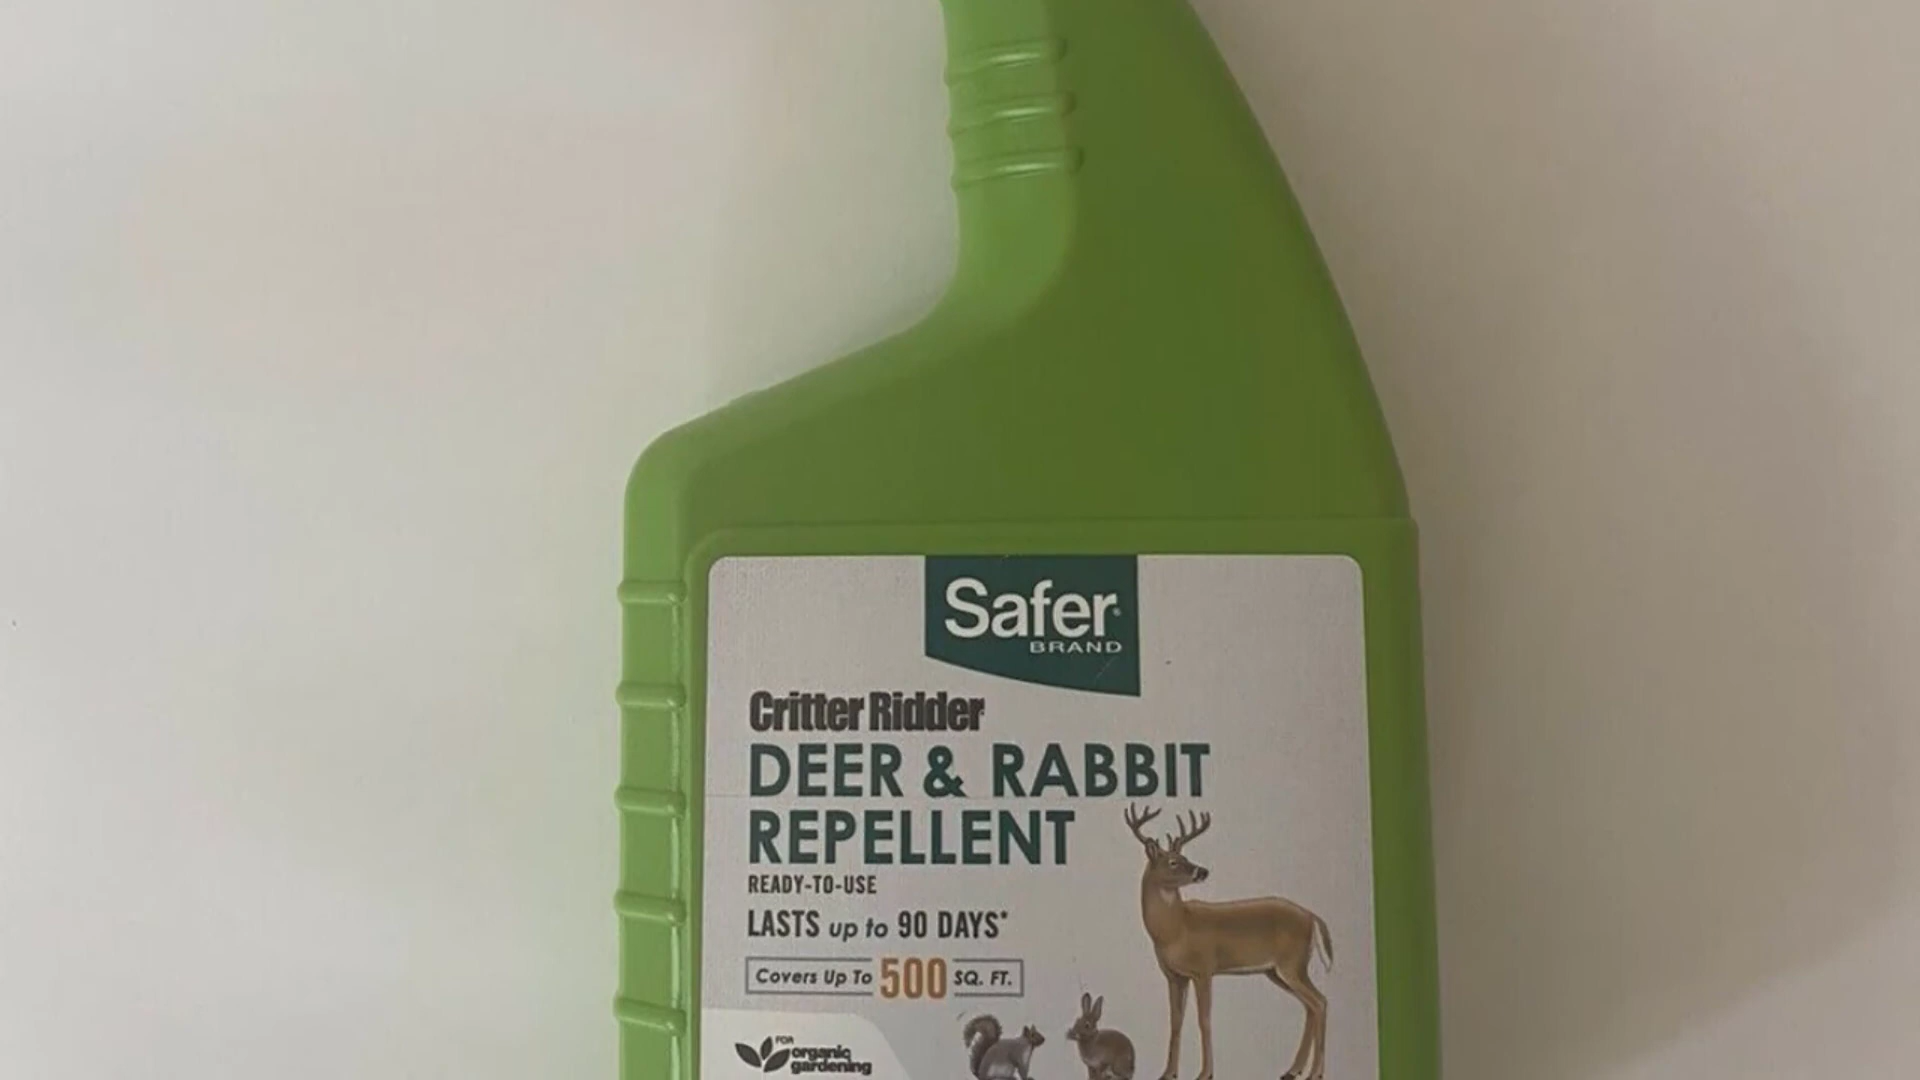 Safer®
BRAND
Critter Ridder
DEER & RABBIT
REPELLENT
READY-TO-USE
LASTS up to 90 DAYS*
Covers Up To 500 SQ. FT.
FOR
organic
gardening